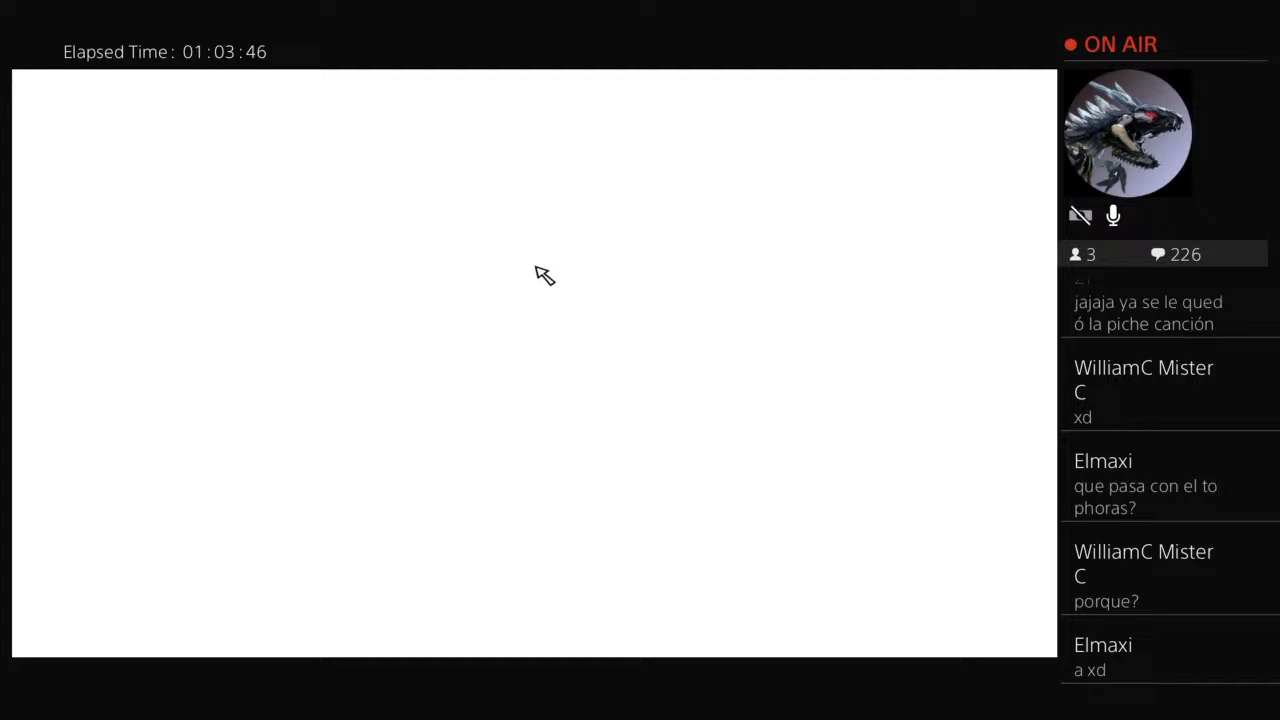 Elapsed Time: 01:03:46
ON AIR
3 226
jajaja ya se le qued
ó la piche canción
WilliamC Mister
C
xd
Elmaxi
que pasa con el to
phoras?
WilliamC Mister
C
porque?
Elmaxi
a xd